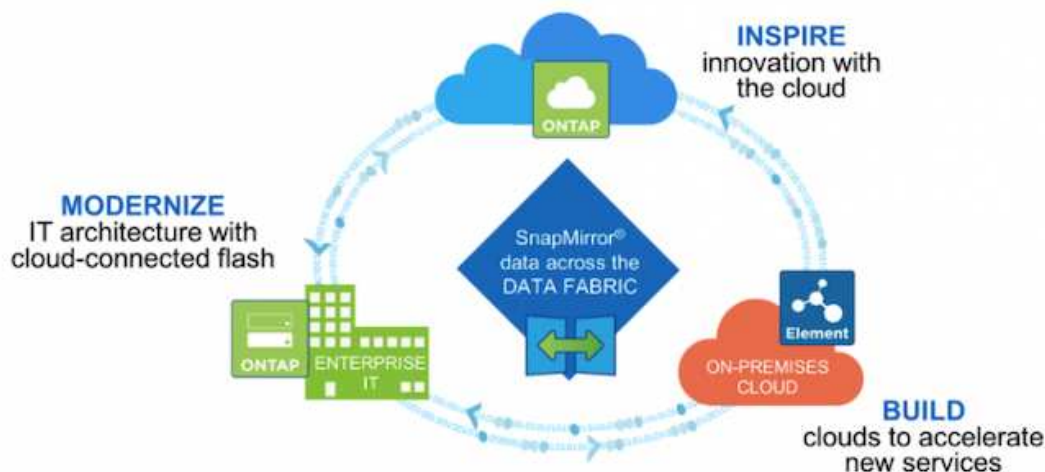 INSPIRE
innovation with
the cloud
ONTAP
MODERNIZE
IT architecture with
cloud-connected flash
SnapMirror®
data across the
DATA FABRIC
Element
ONTAP
ENTERPRISE
IT
ON-PREMISES
CLOUD
BUILD
clouds to accelerate
new services